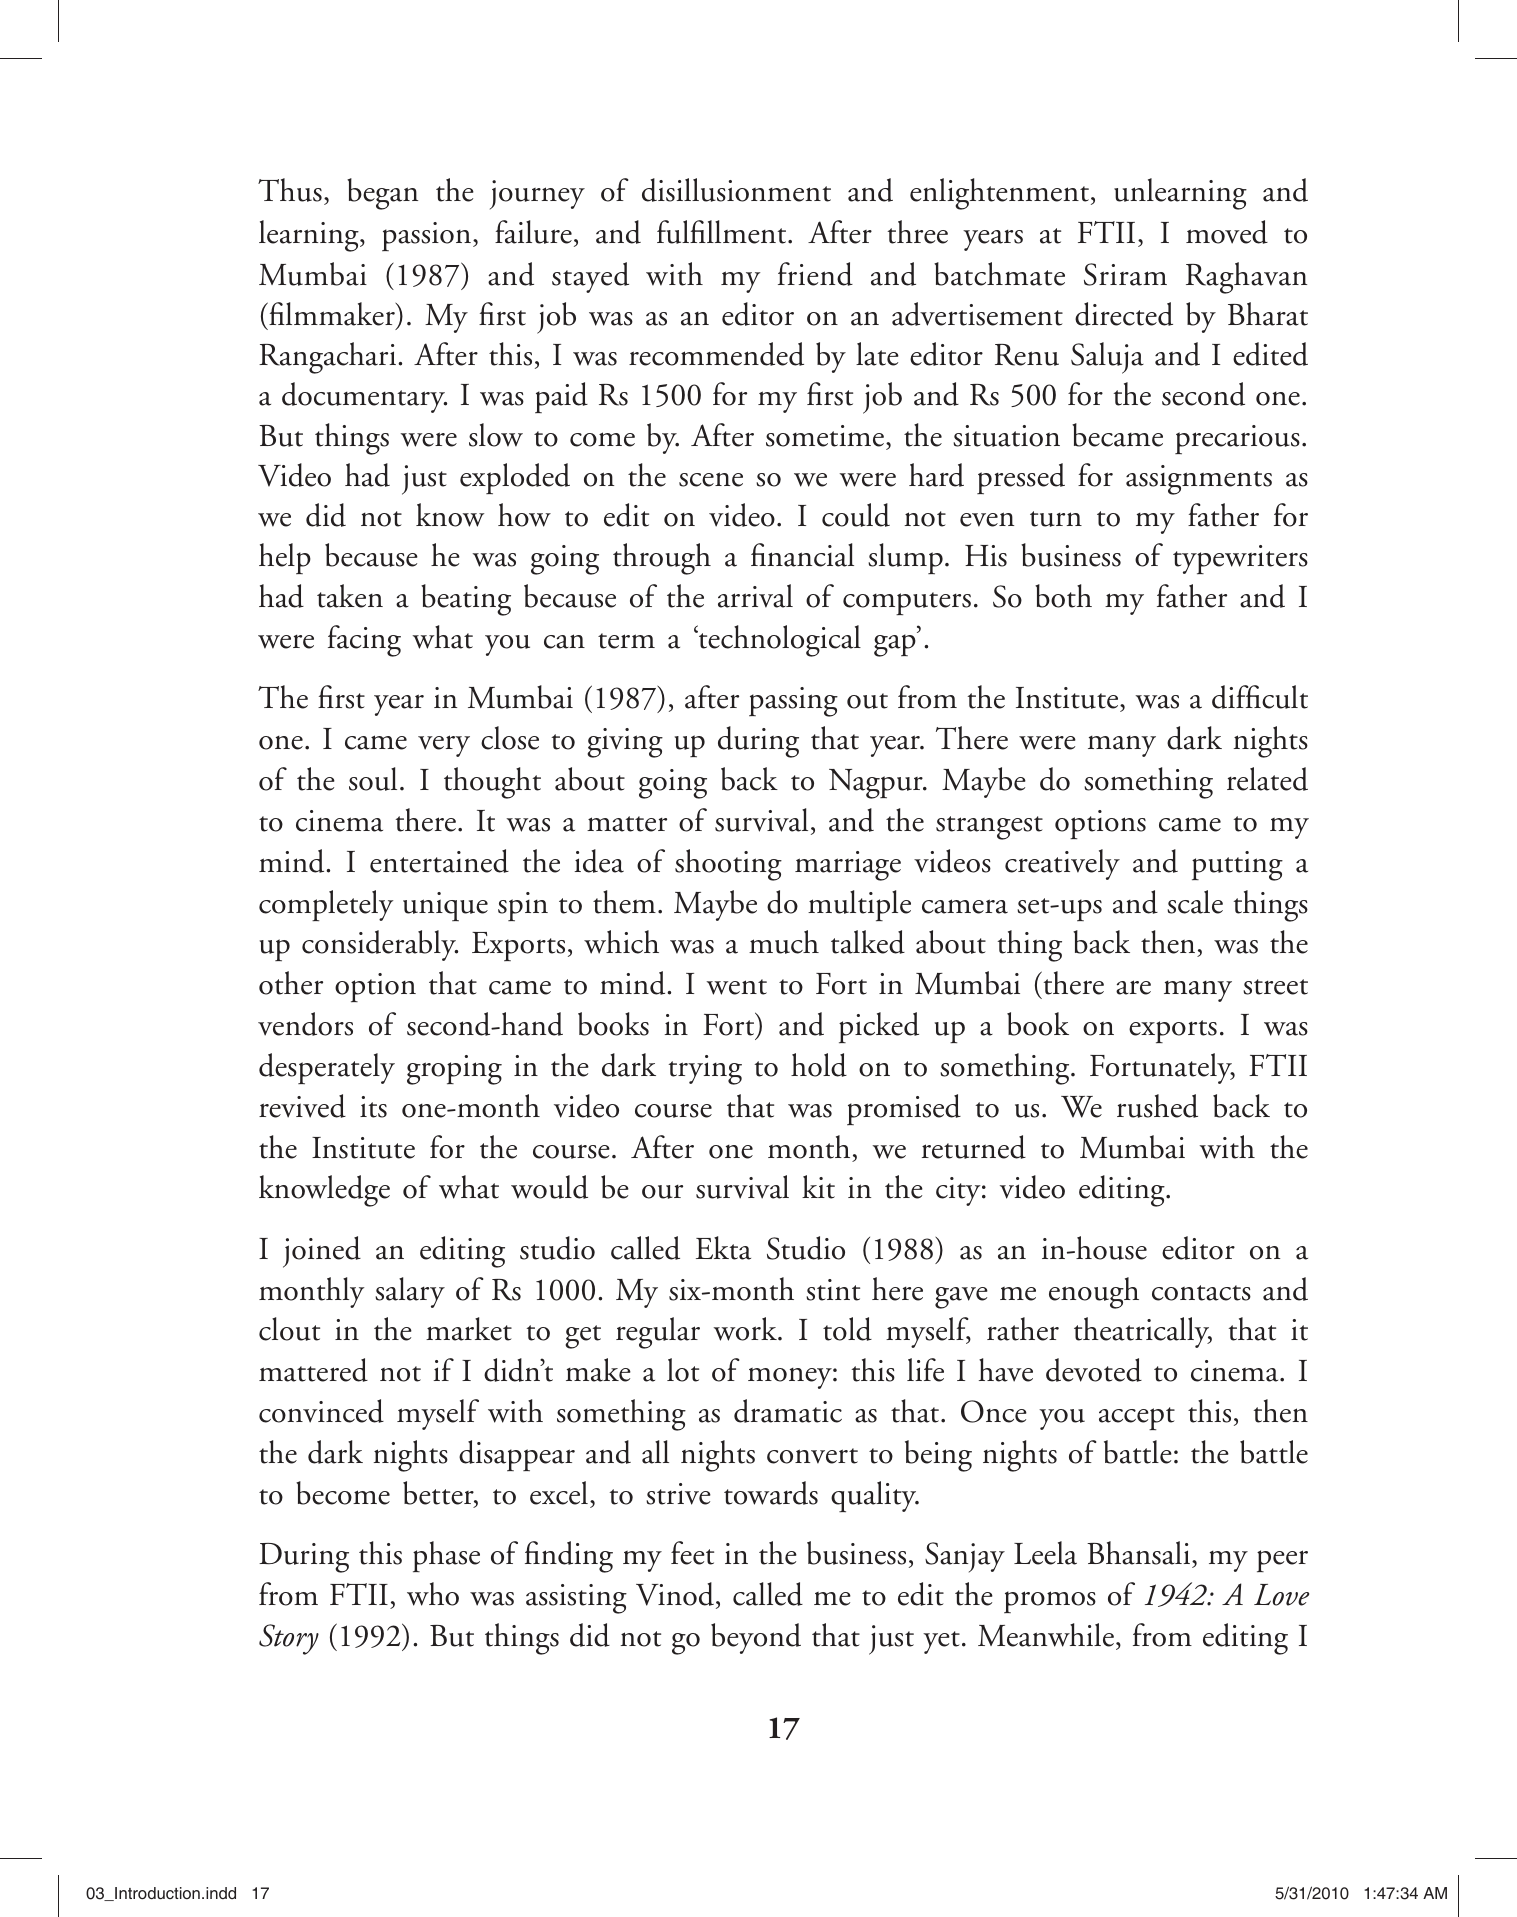 Thus, began the journey of disillusionment and enlightenment, unlearning and
learning, passion, failure, and fulfillment. After three years at FTII, I moved to
Mumbai (1987) and stayed with my friend and batchmate Sriram Raghavan
(filmmaker). My first job was as an editor on an advertisement directed by Bharat
Rangachari. After this, I was recommended by late editor Renu Saluja and I edited
a documentary. I was paid Rs 1500 for my first job and Rs 500 for the second one.
But things were slow to come by. After sometime, the situation became precarious.
Video had just exploded on the scene so we were hard pressed for assignments as
we did not know how to edit on video. I could not even turn to my father for
help because he was going through a financial slump. His business of typewriters
had taken a beating because of the arrival of computers. So both my father and I
were facing what you can term a ‘technological gap’.
The first year in Mumbai (1987), after passing out from the Institute, was a difficult
one. I came very close to giving up during that year. There were many dark nights
of the soul. I thought about going back to Nagpur. Maybe do something related
to cinema there. It was a matter of survival, and the strangest options came to my
mind. I entertained the idea of shooting marriage videos creatively and putting a
completely unique spin to them. Maybe do multiple camera set-ups and scale things
up considerably. Exports, which was a much talked about thing back then, was the
other option that came to mind. I went to Fort in Mumbai (there are many street
vendors of second-hand books in Fort) and picked up a book on exports. I was
desperately groping in the dark trying to hold on to something. Fortunately, FTII
revived its one-month video course that was promised to us. We rushed back to
the Institute for the course. After one month, we returned to Mumbai with the
knowledge of what would be our survival kit in the city: video editing.
I joined an editing studio called Ekta Studio (1988) as an in-house editor on a
monthly salary of Rs 1000. My six-month stint here gave me enough contacts and
clout in the market to get regular work. I told myself, rather theatrically, that it
mattered not if I didn’t make a lot of money: this life I have devoted to cinema. I
convinced myself with something as dramatic as that. Once you accept this, then
the dark nights disappear and all nights convert to being nights of battle: the battle
to become better, to excel, to strive towards quality.
During this phase of finding my feet in the business, Sanjay Leela Bhansali, my peer
from FTII, who was assisting Vinod, called me to edit the promos of 1942: A Love
Story (1992). But things did not go beyond that just yet. Meanwhile, from editing I
17
03_Introduction.indd 17
5/31/2010 1:47:34 AM